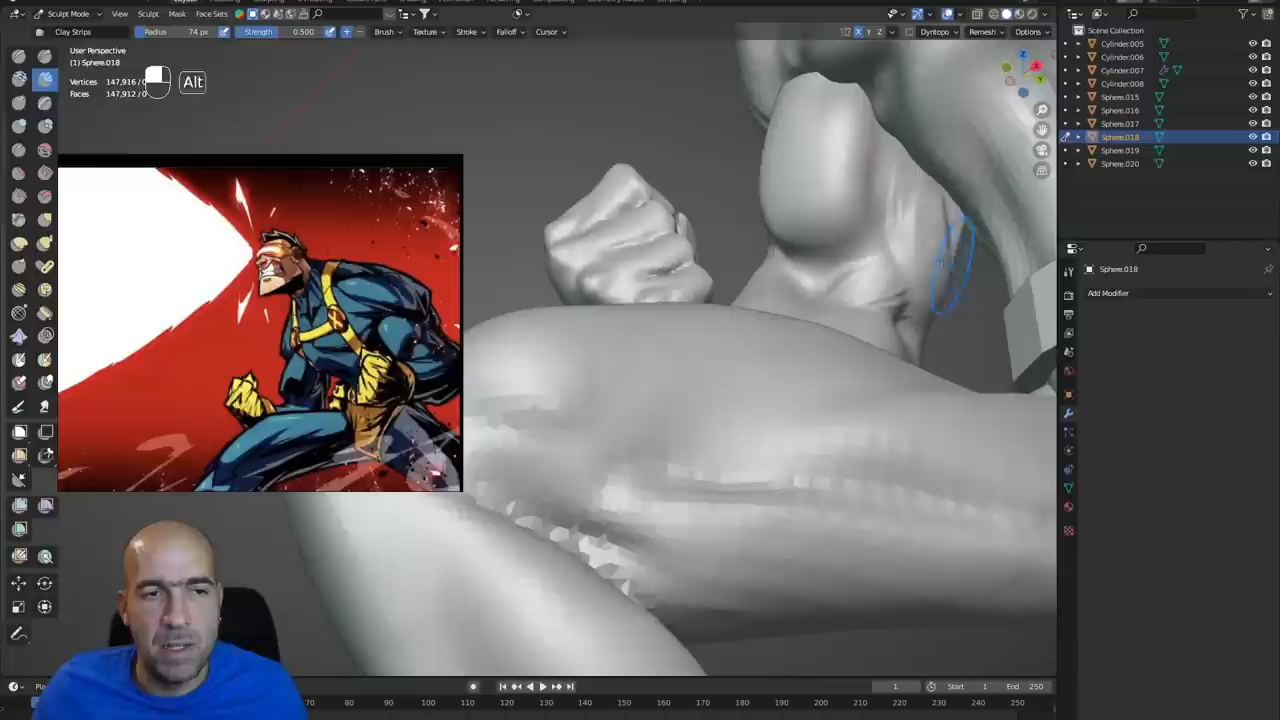 Sculpt Mode
View
Sculpt
Mask
Face Sets
Clay Strips
Radius 74 px
Strength 0.500
Brush
Texture
Stroke
Falloff
Cursor
X Y Z
Dyntopo
Remesh
Options
User Perspective
(1) Sphere.018
Vertices 147,916/0
Faces 147,912/0
Alt
Z
X
Y
Scene Collection
Cylinder.005
Cylinder.006
Cylinder.007
Cylinder.008
Sphere.015
Sphere.016
Sphere.017
Sphere.018
Sphere.019
Sphere.020
Sphere.018
Add Modifier
1
Start 1
End 250
70 80 90 100 110 120 130 140 150 160 170 180 190 200 210 220 230 240 250